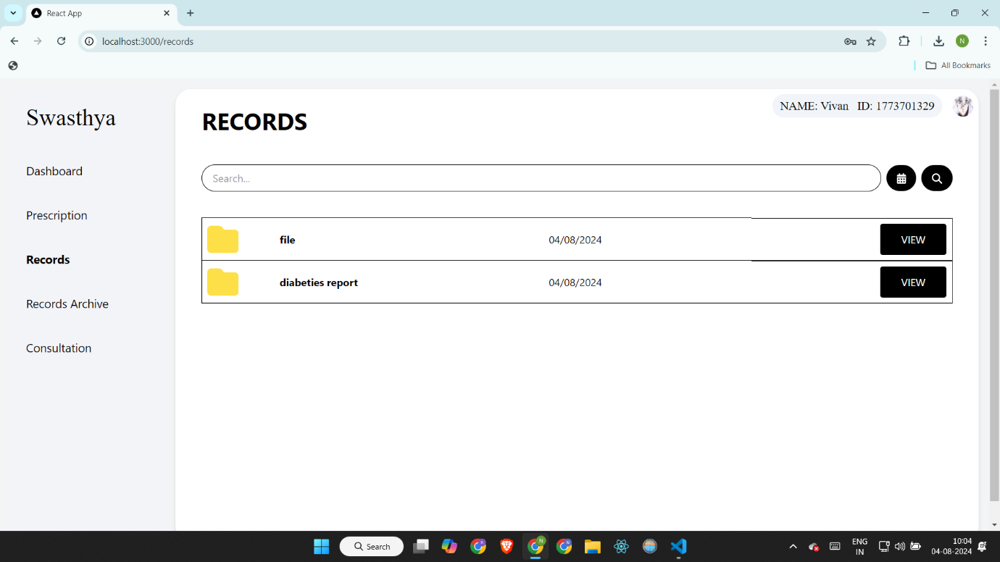 React App
localhost:3000/records
N
All Bookmarks
Swasthya
NAME: Vivan ID: 1773701329
RECORDS
Dashboard
Search...
Prescription
file 04/08/2024 VIEW
Records
diabeties report 04/08/2024 VIEW
Records Archive
Consultation
Search
N
N
ENG
IN
10:04
04-08-2024